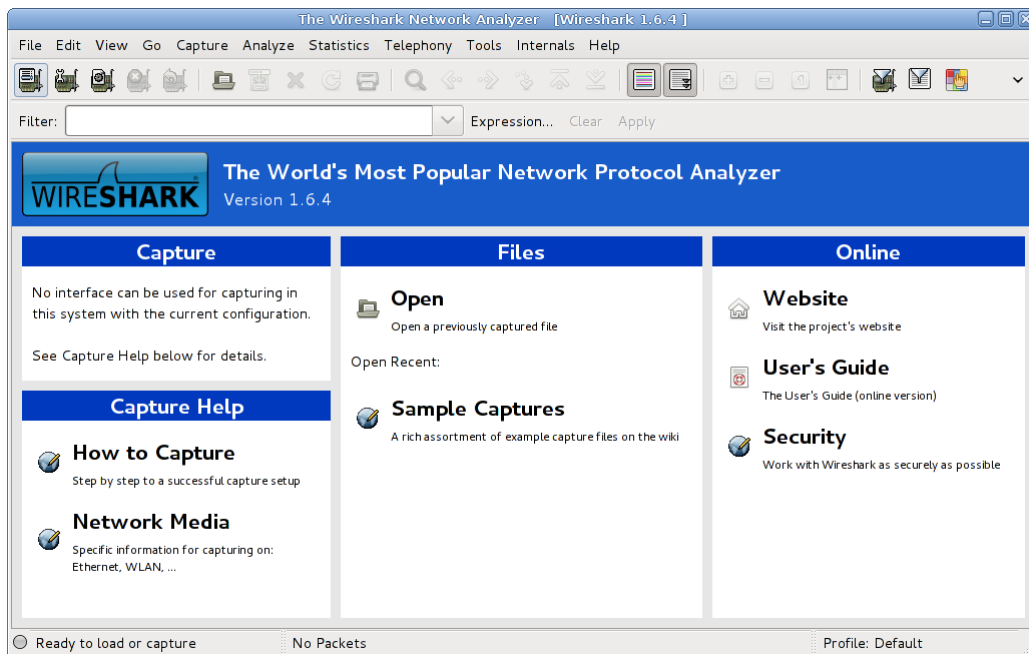 The Wireshark Network Analyzer [Wireshark 1.6.4 ]
File Edit View Go Capture Analyze Statistics Telephony Tools Internals Help
Filter: Expression... Clear Apply
WIRESHARK
The World's Most Popular Network Protocol Analyzer
Version 1.6.4
Capture
No interface can be used for capturing in
this system with the current configuration.
See Capture Help below for details.
Capture Help
How to Capture
Step by step to a successful capture setup
Network Media
Specific information for capturing on:
Ethernet, WLAN, ...
Files
Open
Open a previously captured file
Open Recent:
Sample Captures
A rich assortment of example capture files on the wiki
Online
Website
Visit the project's website
User's Guide
The User's Guide (online version)
Security
Work with Wireshark as securely as possible
Ready to load or capture No Packets Profile: Default